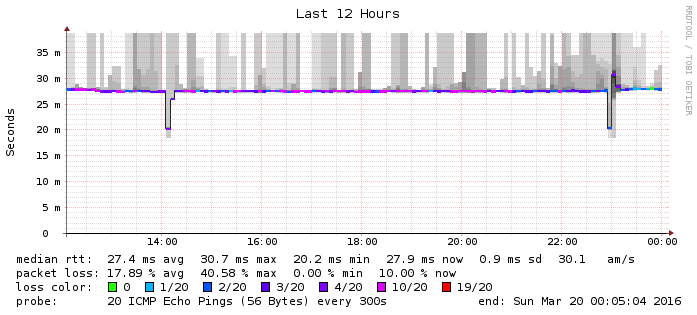 Last 12 Hours
RRDTOOL / TOBI OETIKER
Seconds
35 m
30 m
25 m
20 m
15 m
10 m
5 m
0
14:00 16:00 18:00 20:00 22:00 00:00
median rtt: 27.4 ms avg 30.7 ms max 20.2 ms min 27.9 ms now 0.9 ms sd 30.1 am/s
packet loss: 17.89 % avg 40.58 % max 0.00 % min 10.00 % now
loss color: 0 1/20 2/20 3/20 4/20 10/20 19/20
probe: 20 ICMP Echo Pings (56 Bytes) every 300s end: Sun Mar 20 00:05:04 2016